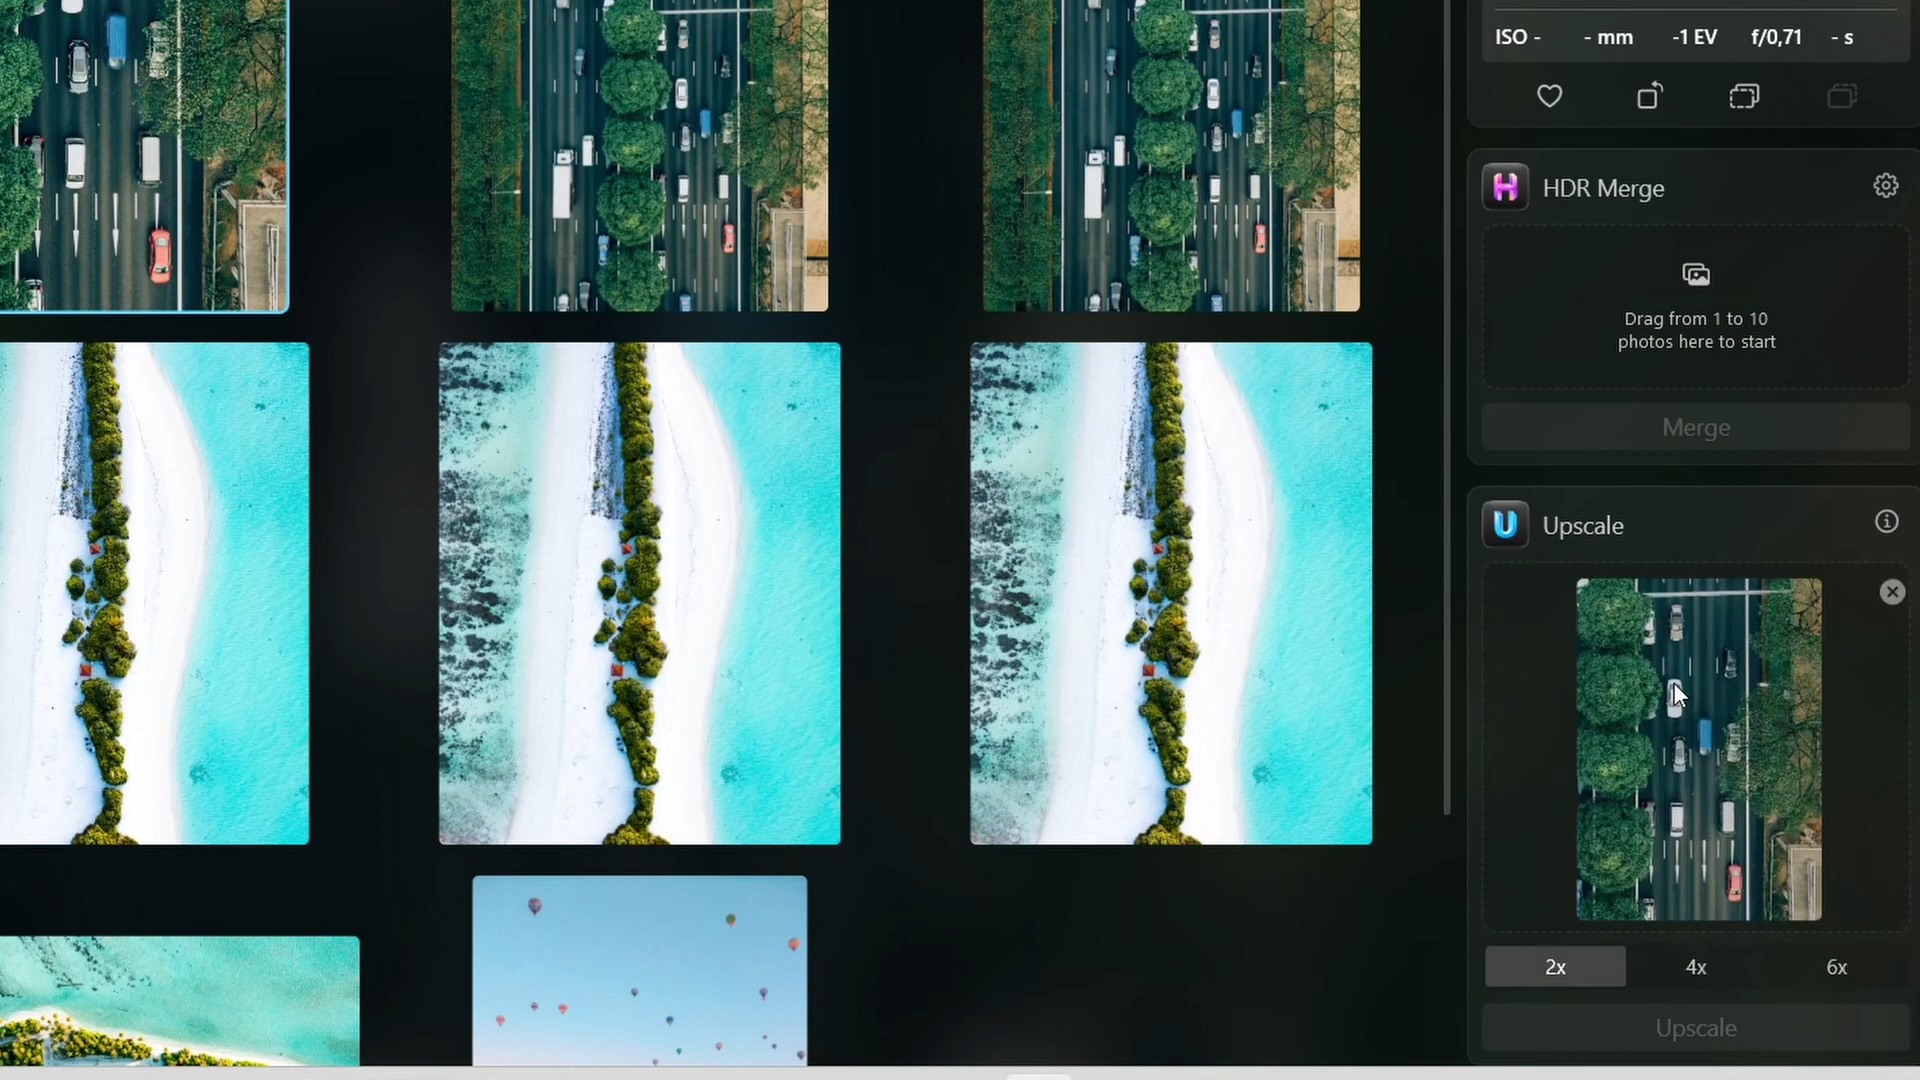 ISO - - mm -1 EV f/0,71 - s
HDR Merge
Drag from 1 to 10
photos here to start
Merge
Upscale
2x 4x 6x
Upscale